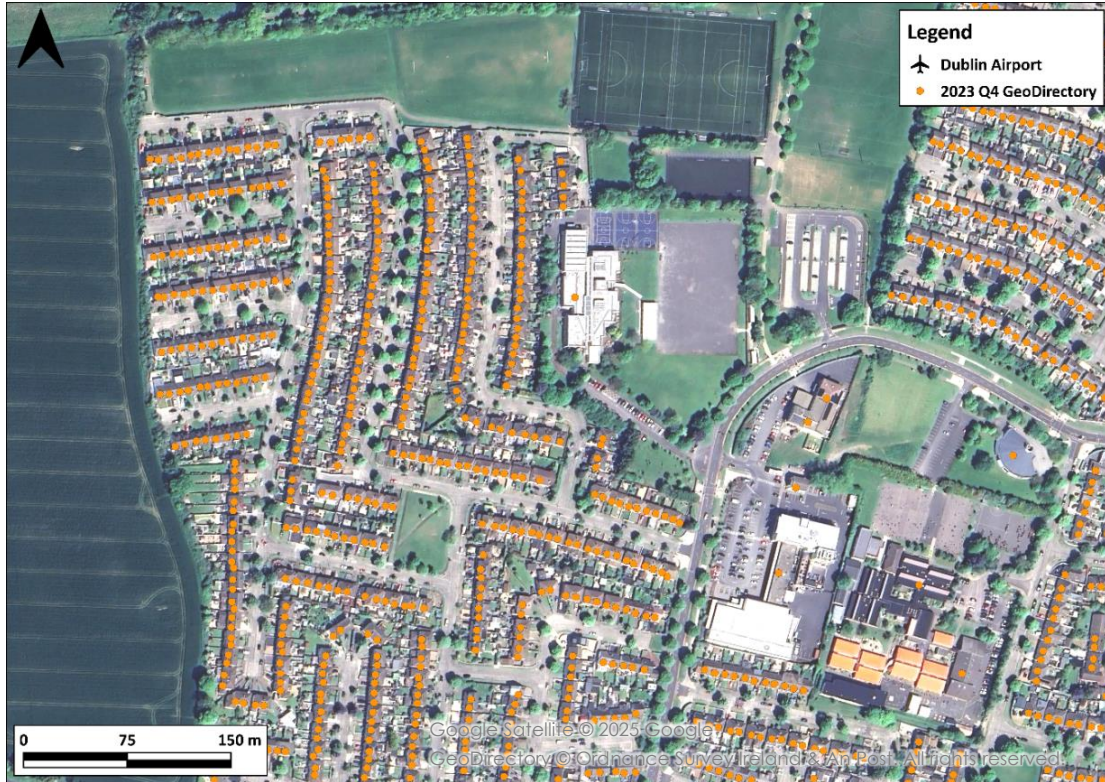 Legend
Dublin Airport
2023 Q4 GeoDirectory
0 75 150 m
Google Satellite © 2025 Google
GeoDirectory © Ordnance Survey Ireland & An Post. All rights reserved.